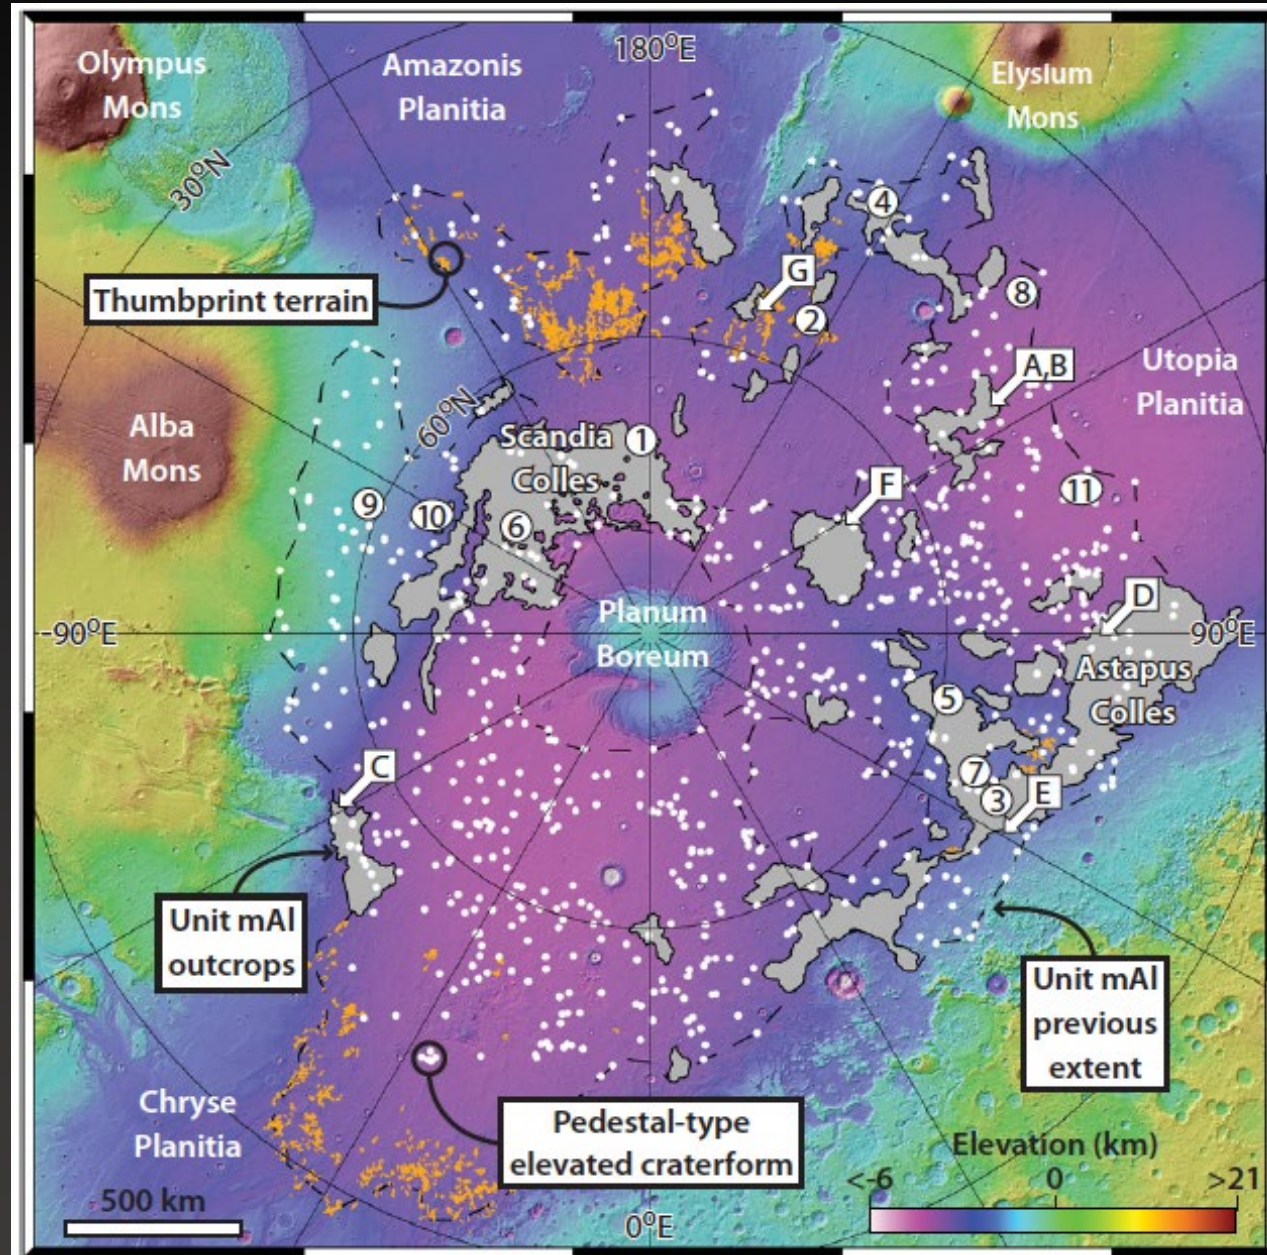 180°E
Olympus
Mons
Amazonis
Planitia
Elysium
Mons
30°N
4
G
8
Thumbprint terrain
2
A,B
Utopia
Planitia
Alba
Mons
60°N
Scandia
Colles
1
F
11
9
10
6
D
Planum
Boreum
-90°E
90°E
Astapus
Colles
5
C
7
3
E
Unit mAl
outcrops
Unit mAl
previous
extent
Chryse
Planitia
Pedestal-type
elevated craterform
Elevation (km)
<-6
0
>21
500 km
0°E